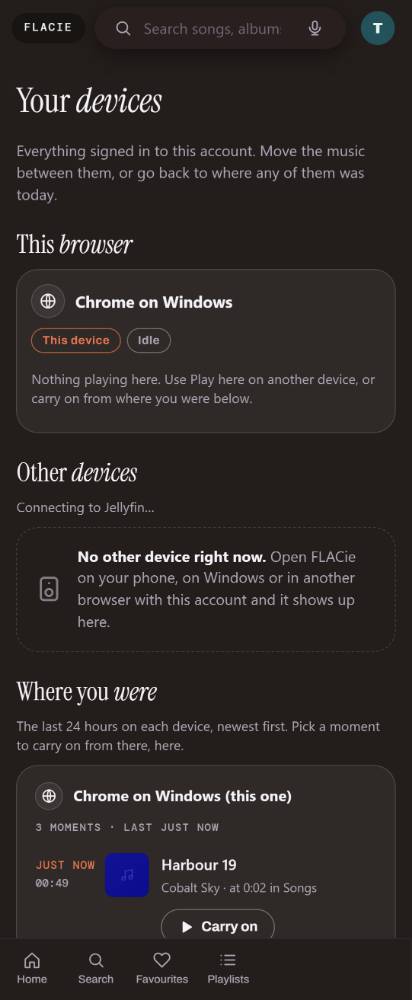 FLACIE
Search songs, album
T
Your devices
Everything signed in to this account. Move the music
between them, or go back to where any of them was
today.
This browser
Chrome on Windows
This device
Idle
Nothing playing here. Use Play here on another device, or
carry on from where you were below.
Other devices
Connecting to Jellyfin...
No other device right now. Open FLACie
on your phone, on Windows or in another
browser with this account and it shows up
here.
Where you were
The last 24 hours on each device, newest first. Pick a moment
to carry on from there, here.
Chrome on Windows (this one)
3 MOMENTS · LAST JUST NOW
JUST NOW
00:49
Harbour 19
Cobalt Sky · at 0:02 in Songs
Carry on
Home
Search
Favourites
Playlists